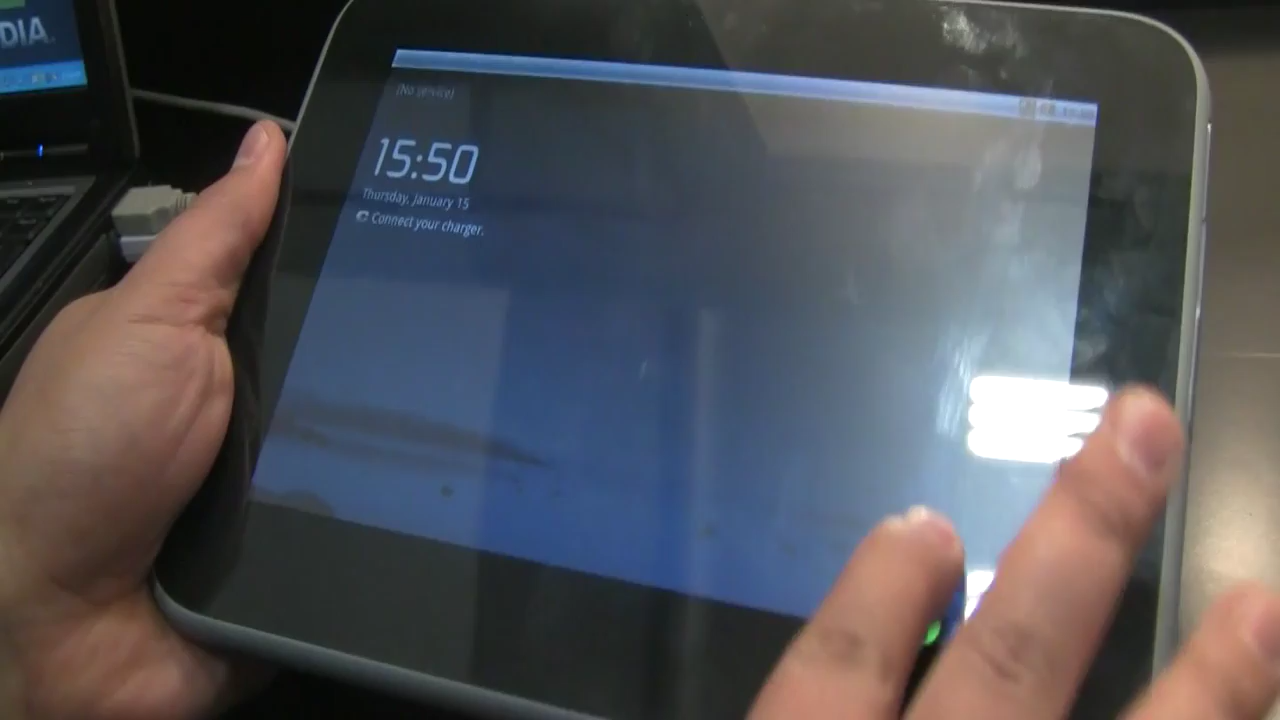 DIA
(No service)
15:50
Thursday, January 15
Connect your charger.